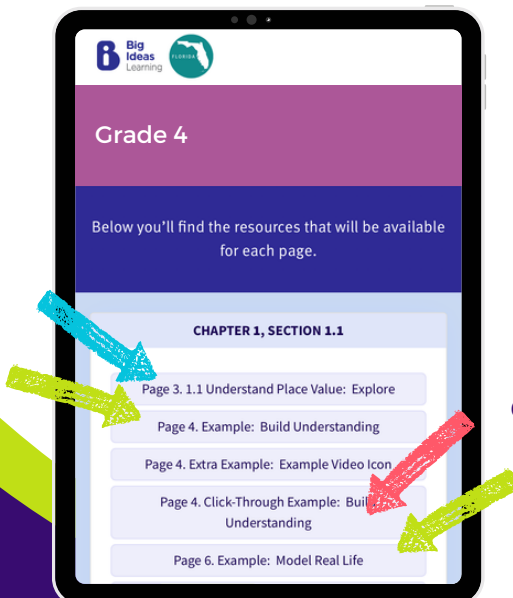 Big
Ideas
Learning
FLORIDA
Grade 4
Below you'll find the resources that will be available
for each page.
CHAPTER 1, SECTION 1.1
Page 3. 1.1 Understand Place Value: Explore
Page 4. Example: Build Understanding
Page 4. Extra Example: Example Video Icon
Page 4. Click-Through Example: Build
Understanding
Page 6. Example: Model Real Life